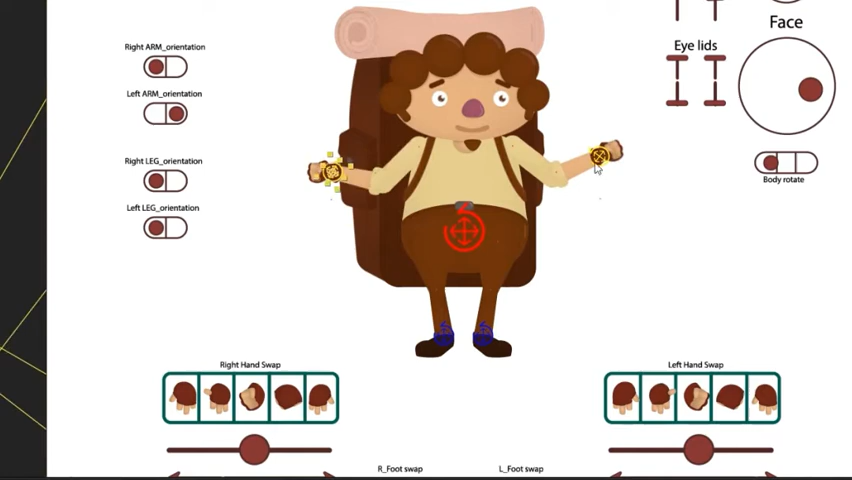 Face
Right ARM_orientation
Eye lids
Left ARM_orientation
Right LEG_orientation
Body rotate
Left LEG_orientation
Right Hand Swap
Left Hand Swap
R_Foot swap
L_Foot swap